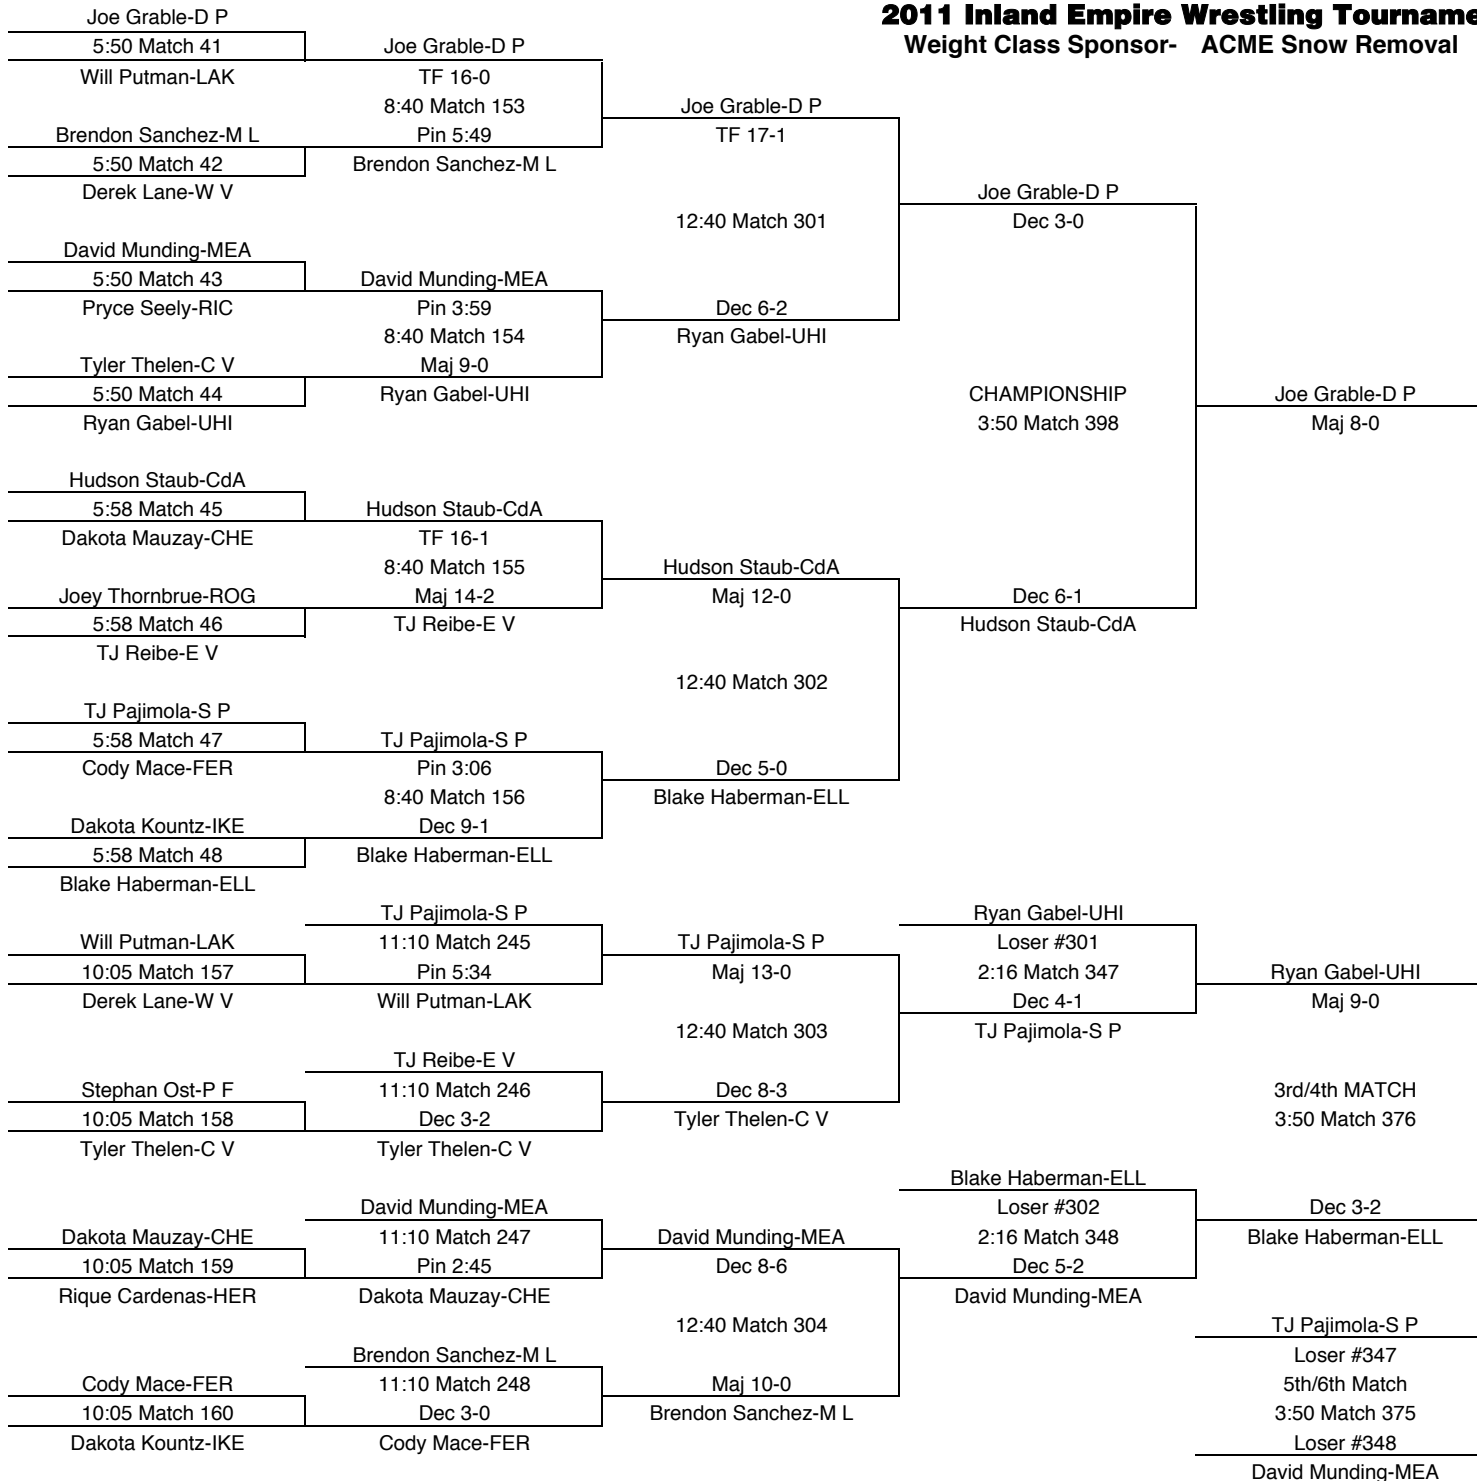 2011 Inland Empire Wrestling Tourname
Weight Class Sponsor- ACME Snow Removal
Joe Grable-D P
5:50 Match 41
Will Putman-LAK
Brendon Sanchez-M L
5:50 Match 42
Derek Lane-W V
David Munding-MEA
5:50 Match 43
Pryce Seely-RIC
Tyler Thelen-C V
5:50 Match 44
Ryan Gabel-UHI
Hudson Staub-CdA
5:58 Match 45
Dakota Mauzay-CHE
Joey Thornbrue-ROG
5:58 Match 46
TJ Reibe-E V
TJ Pajimola-S P
5:58 Match 47
Cody Mace-FER
Dakota Kountz-IKE
5:58 Match 48
Blake Haberman-ELL
Joe Grable-D P
TF 16-0
8:40 Match 153
Pin 5:49
Brendon Sanchez-M L
David Munding-MEA
Pin 3:59
8:40 Match 154
Maj 9-0
Ryan Gabel-UHI
Hudson Staub-CdA
TF 16-1
8:40 Match 155
Maj 14-2
TJ Reibe-E V
TJ Pajimola-S P
Pin 3:06
8:40 Match 156
Dec 9-1
Blake Haberman-ELL
Joe Grable-D P
TF 17-1
12:40 Match 301
Dec 6-2
Ryan Gabel-UHI
Hudson Staub-CdA
Maj 12-0
12:40 Match 302
Dec 5-0
Blake Haberman-ELL
Joe Grable-D P
Dec 3-0
CHAMPIONSHIP
3:50 Match 398
Dec 6-1
Hudson Staub-CdA
Joe Grable-D P
Maj 8-0
Will Putman-LAK
10:05 Match 157
Derek Lane-W V
Stephan Ost-P F
10:05 Match 158
Tyler Thelen-C V
Dakota Mauzay-CHE
10:05 Match 159
Rique Cardenas-HER
Cody Mace-FER
10:05 Match 160
Dakota Kountz-IKE
TJ Pajimola-S P
11:10 Match 245
Pin 5:34
Will Putman-LAK
TJ Reibe-E V
11:10 Match 246
Dec 3-2
Tyler Thelen-C V
David Munding-MEA
11:10 Match 247
Pin 2:45
Dakota Mauzay-CHE
Brendon Sanchez-M L
11:10 Match 248
Dec 3-0
Cody Mace-FER
TJ Pajimola-S P
Maj 13-0
12:40 Match 303
Dec 8-3
Tyler Thelen-C V
David Munding-MEA
Dec 8-6
12:40 Match 304
Maj 10-0
Brendon Sanchez-M L
Ryan Gabel-UHI
Loser #301
2:16 Match 347
Dec 4-1
TJ Pajimola-S P
Blake Haberman-ELL
Loser #302
2:16 Match 348
Dec 5-2
David Munding-MEA
Ryan Gabel-UHI
Maj 9-0
3rd/4th MATCH
3:50 Match 376
Dec 3-2
Blake Haberman-ELL
TJ Pajimola-S P
Loser #347
5th/6th Match
3:50 Match 375
Loser #348
David Munding-MEA